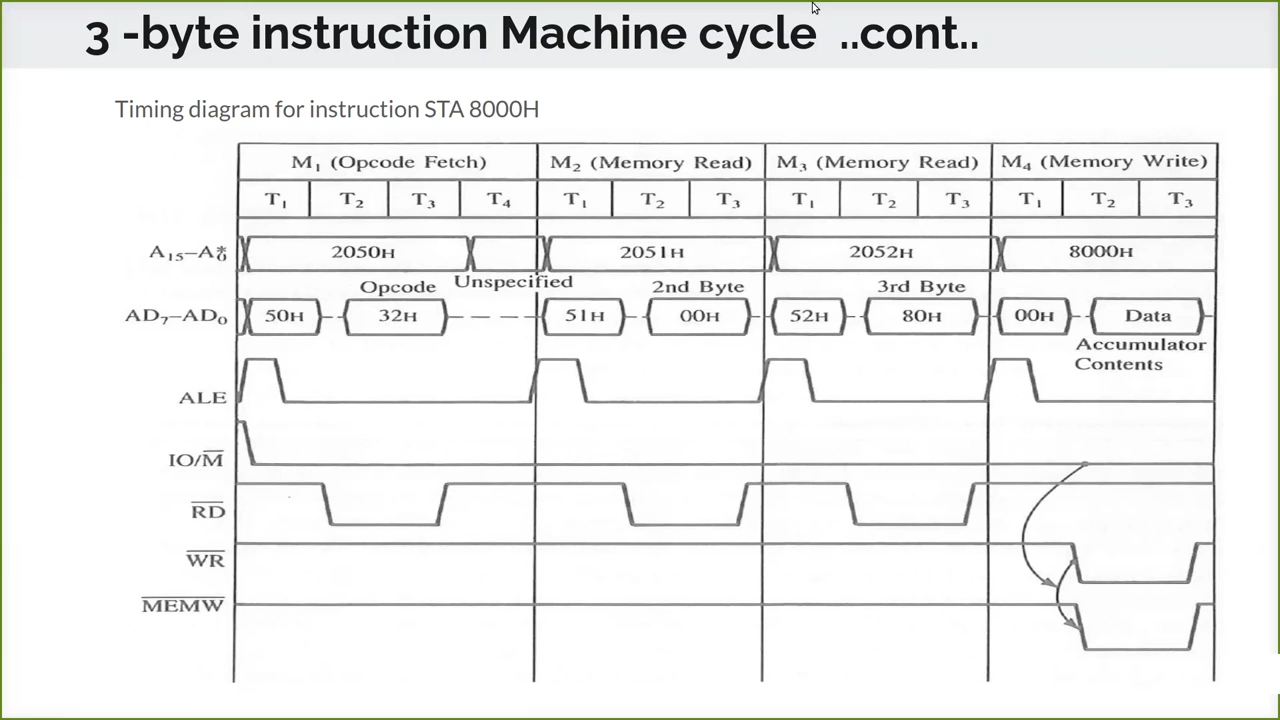 3 -byte instruction Machine cycle ..cont..
Timing diagram for instruction STA 8000H
M₁ (Opcode Fetch) M₂ (Memory Read) M₃ (Memory Read) M₄ (Memory Write)
T₁ T₂ T₃ T₄ T₁ T₂ T₃ T₁ T₂ T₃ T₁ T₂ T₃
A₁₅–A₀* 2050H 2051H 2052H 8000H
Opcode Unspecified 2nd Byte 3rd Byte
AD₇–AD₀ 50H 32H 51H 00H 52H 80H 00H Data
Accumulator
Contents
ALE
IO/M̅
R̅D̅
W̅R̅
M̅E̅M̅W̅